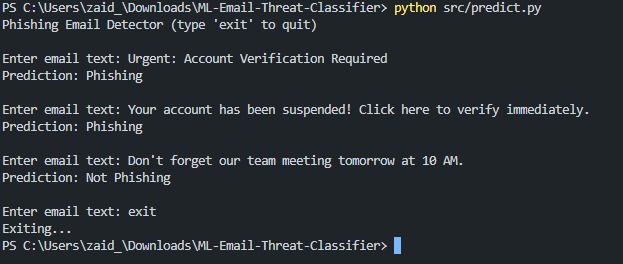 PS C:\Users\zaid_\Downloads\ML-Email-Threat-Classifier> python src/predict.py
Phishing Email Detector (type 'exit' to quit)
Enter email text: Urgent: Account Verification Required
Prediction: Phishing
Enter email text: Your account has been suspended! Click here to verify immediately.
Prediction: Phishing
Enter email text: Don't forget our team meeting tomorrow at 10 AM.
Prediction: Not Phishing
Enter email text: exit
Exiting...
PS C:\Users\zaid_\Downloads\ML-Email-Threat-Classifier>